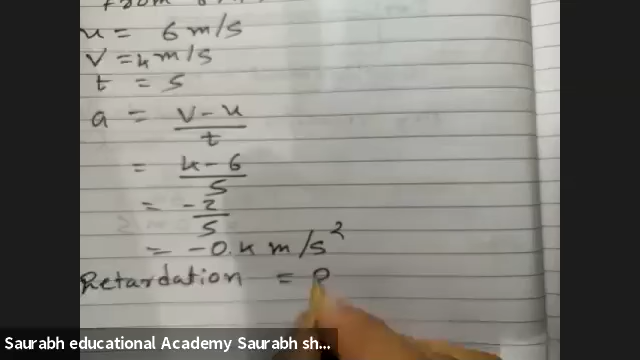 u = 6 m/s
V = 4 m/s
t = 5
a = V - u
t
= 4 - 6
5
= - 2
5
= -0.4 m/s²
Retardation =
Saurabh educational Academy Saurabh sh...